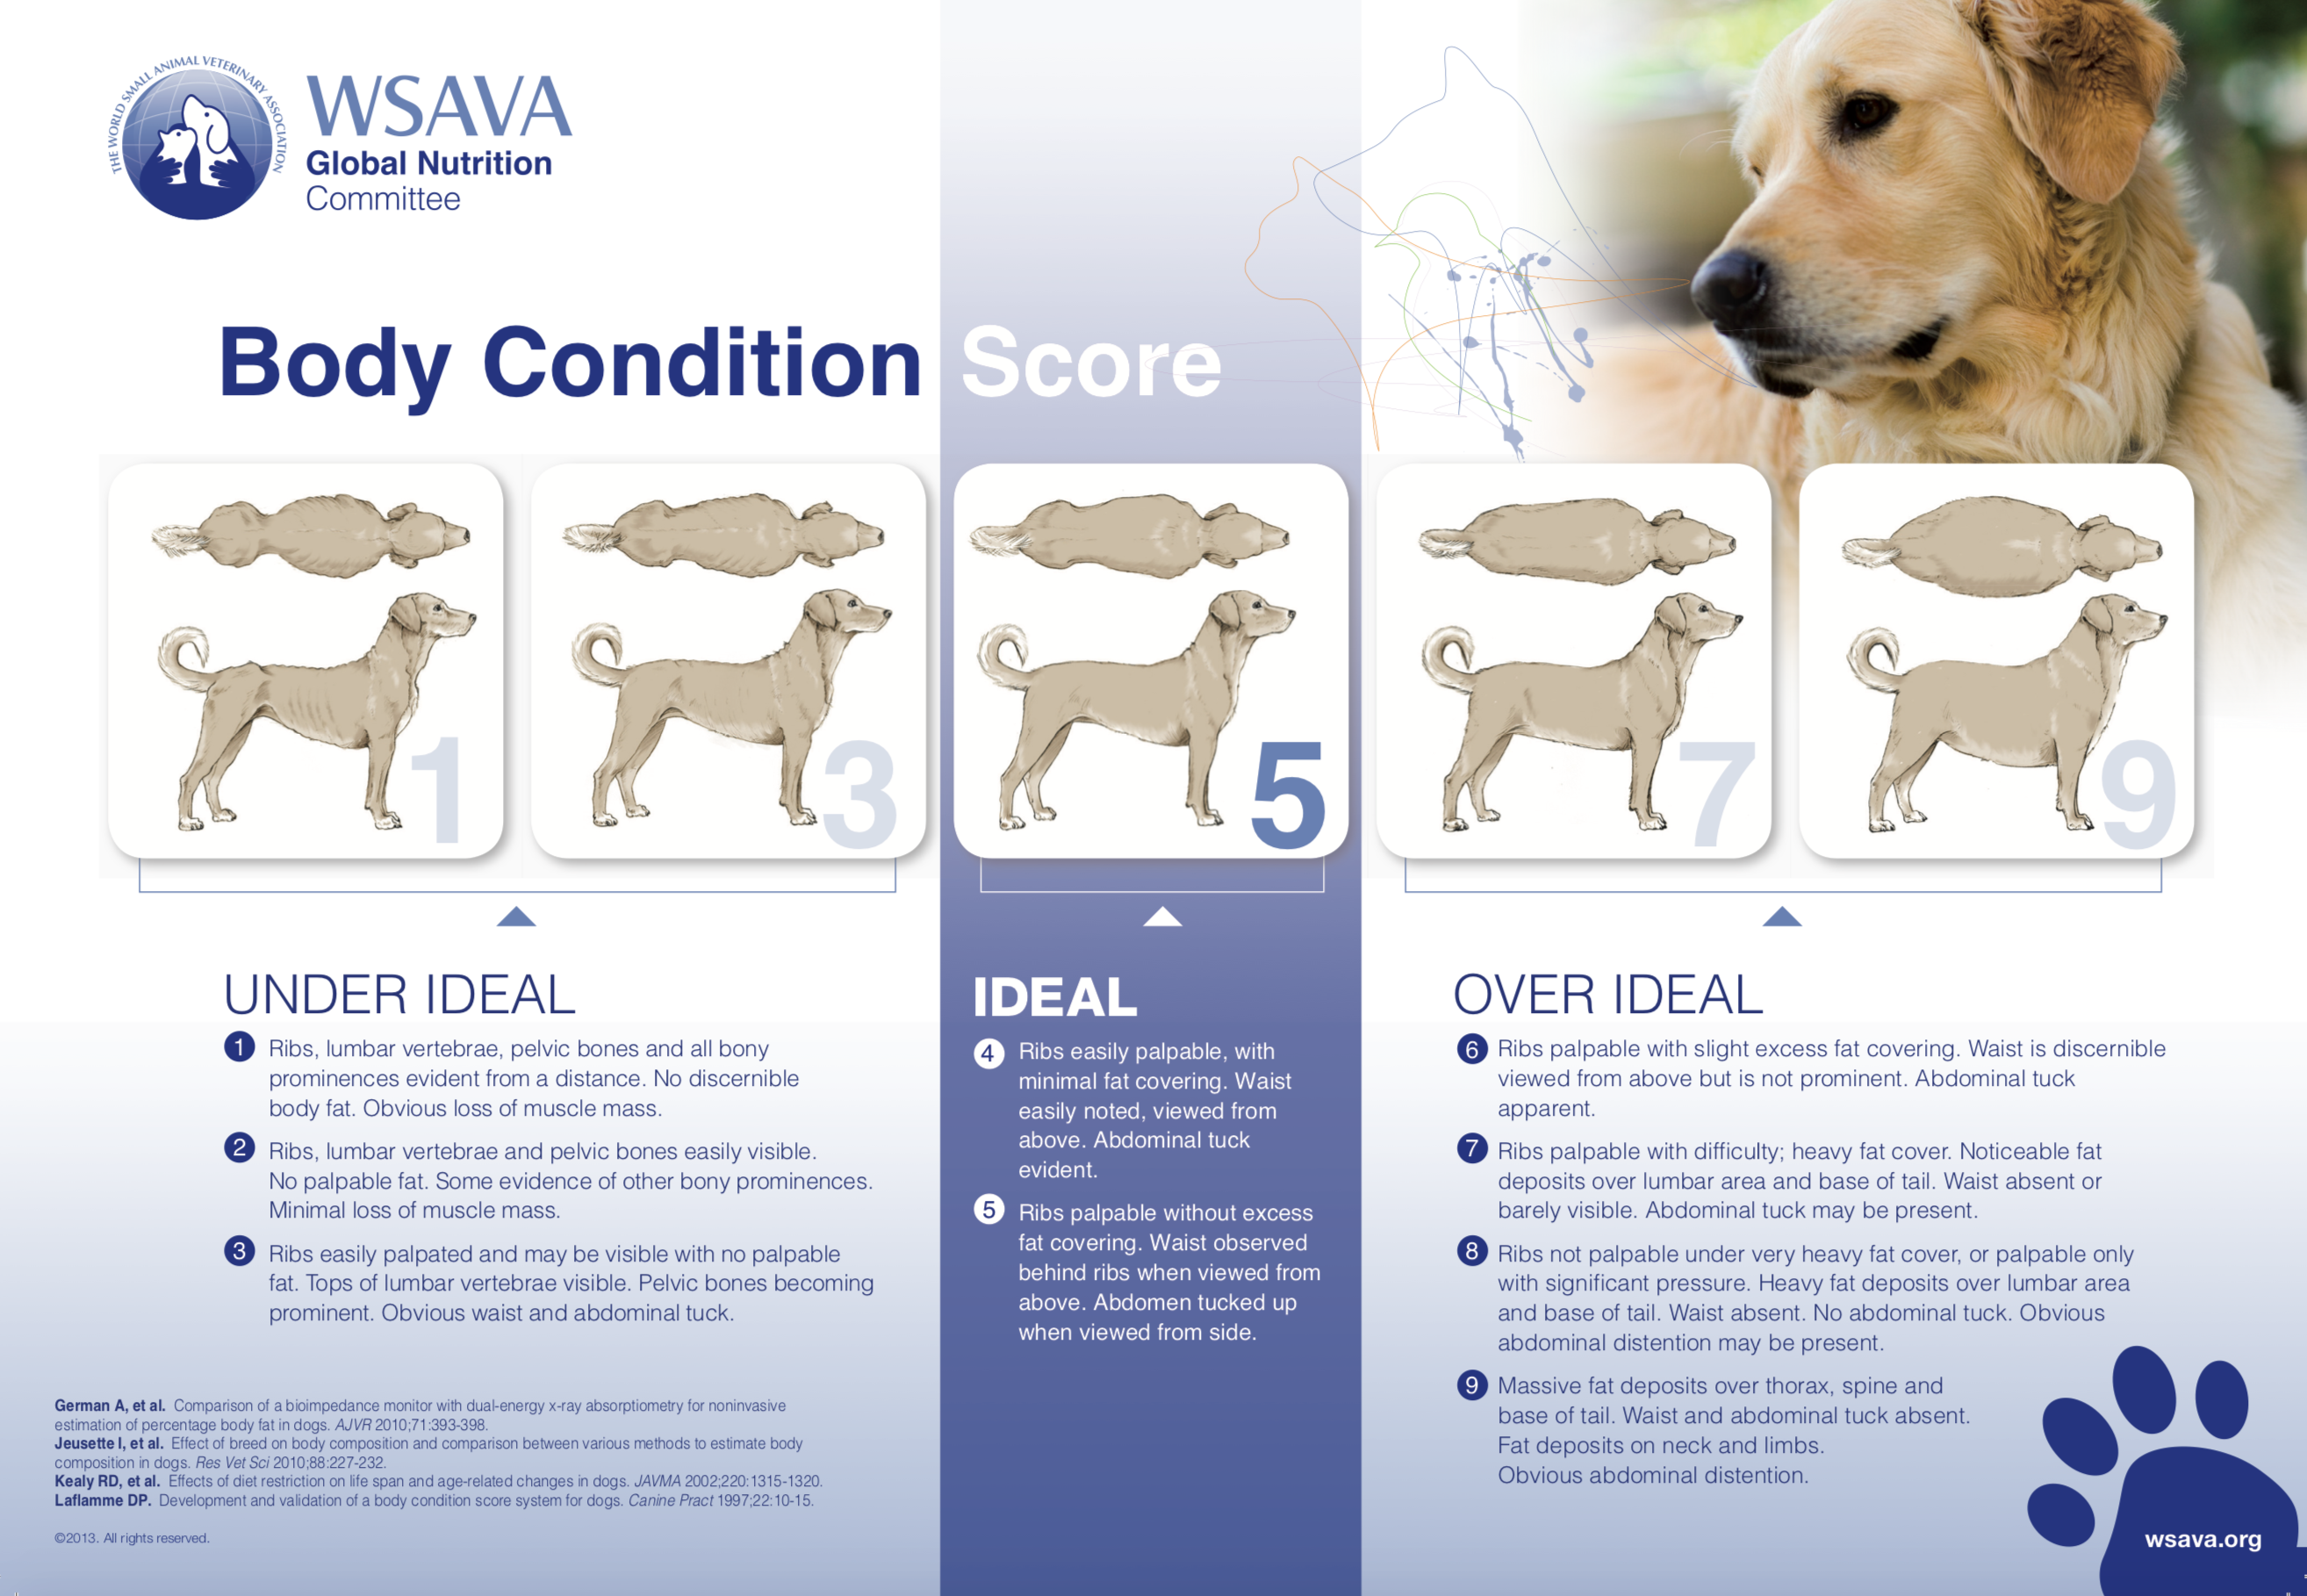 THE WORLD SMALL ANIMAL VETERINARY ASSOCIATION
WSAVA
Global Nutrition
Committee
Body Condition Score
1
3
5
7
9
UNDER IDEAL
1 Ribs, lumbar vertebrae, pelvic bones and all bony
prominences evident from a distance. No discernible
body fat. Obvious loss of muscle mass.
2 Ribs, lumbar vertebrae and pelvic bones easily visible.
No palpable fat. Some evidence of other bony prominences.
Minimal loss of muscle mass.
3 Ribs easily palpated and may be visible with no palpable
fat. Tops of lumbar vertebrae visible. Pelvic bones becoming
prominent. Obvious waist and abdominal tuck.
IDEAL
4 Ribs easily palpable, with
minimal fat covering. Waist
easily noted, viewed from
above. Abdominal tuck
evident.
5 Ribs palpable without excess
fat covering. Waist observed
behind ribs when viewed from
above. Abdomen tucked up
when viewed from side.
OVER IDEAL
6 Ribs palpable with slight excess fat covering. Waist is discernible
viewed from above but is not prominent. Abdominal tuck
apparent.
7 Ribs palpable with difficulty; heavy fat cover. Noticeable fat
deposits over lumbar area and base of tail. Waist absent or
barely visible. Abdominal tuck may be present.
8 Ribs not palpable under very heavy fat cover, or palpable only
with significant pressure. Heavy fat deposits over lumbar area
and base of tail. Waist absent. No abdominal tuck. Obvious
abdominal distention may be present.
9 Massive fat deposits over thorax, spine and
base of tail. Waist and abdominal tuck absent.
Fat deposits on neck and limbs.
Obvious abdominal distention.
German A, et al. Comparison of a bioimpedance monitor with dual-energy x-ray absorptiometry for noninvasive
estimation of percentage body fat in dogs. AJVR 2010;71:393-398.
Jeusette I, et al. Effect of breed on body composition and comparison between various methods to estimate body
composition in dogs. Res Vet Sci 2010;88:227-232.
Kealy RD, et al. Effects of diet restriction on life span and age-related changes in dogs. JAVMA 2002;220:1315-1320.
Laflamme DP. Development and validation of a body condition score system for dogs. Canine Pract 1997;22:10-15.
©2013. All rights reserved.
wsava.org